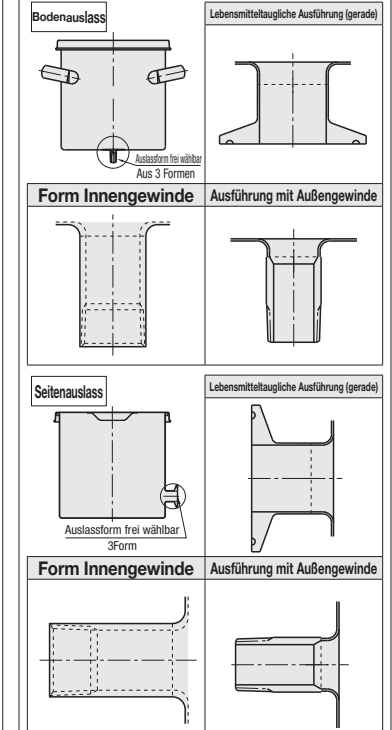 Bodenauslass
Lebensmitteltaugliche Ausführung (gerade)
Auslassform frei wählbar
Aus 3 Formen
Form Innengewinde
Ausführung mit Außengewinde
Seitenauslass
Lebensmitteltaugliche Ausführung (gerade)
Auslassform frei wählbar
3Form
Form Innengewinde
Ausführung mit Außengewinde